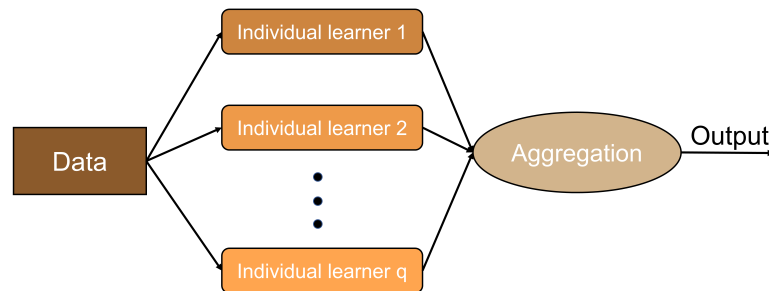 Individual learner 1
Individual learner 2
Data
Aggregation
Output
Individual learner q